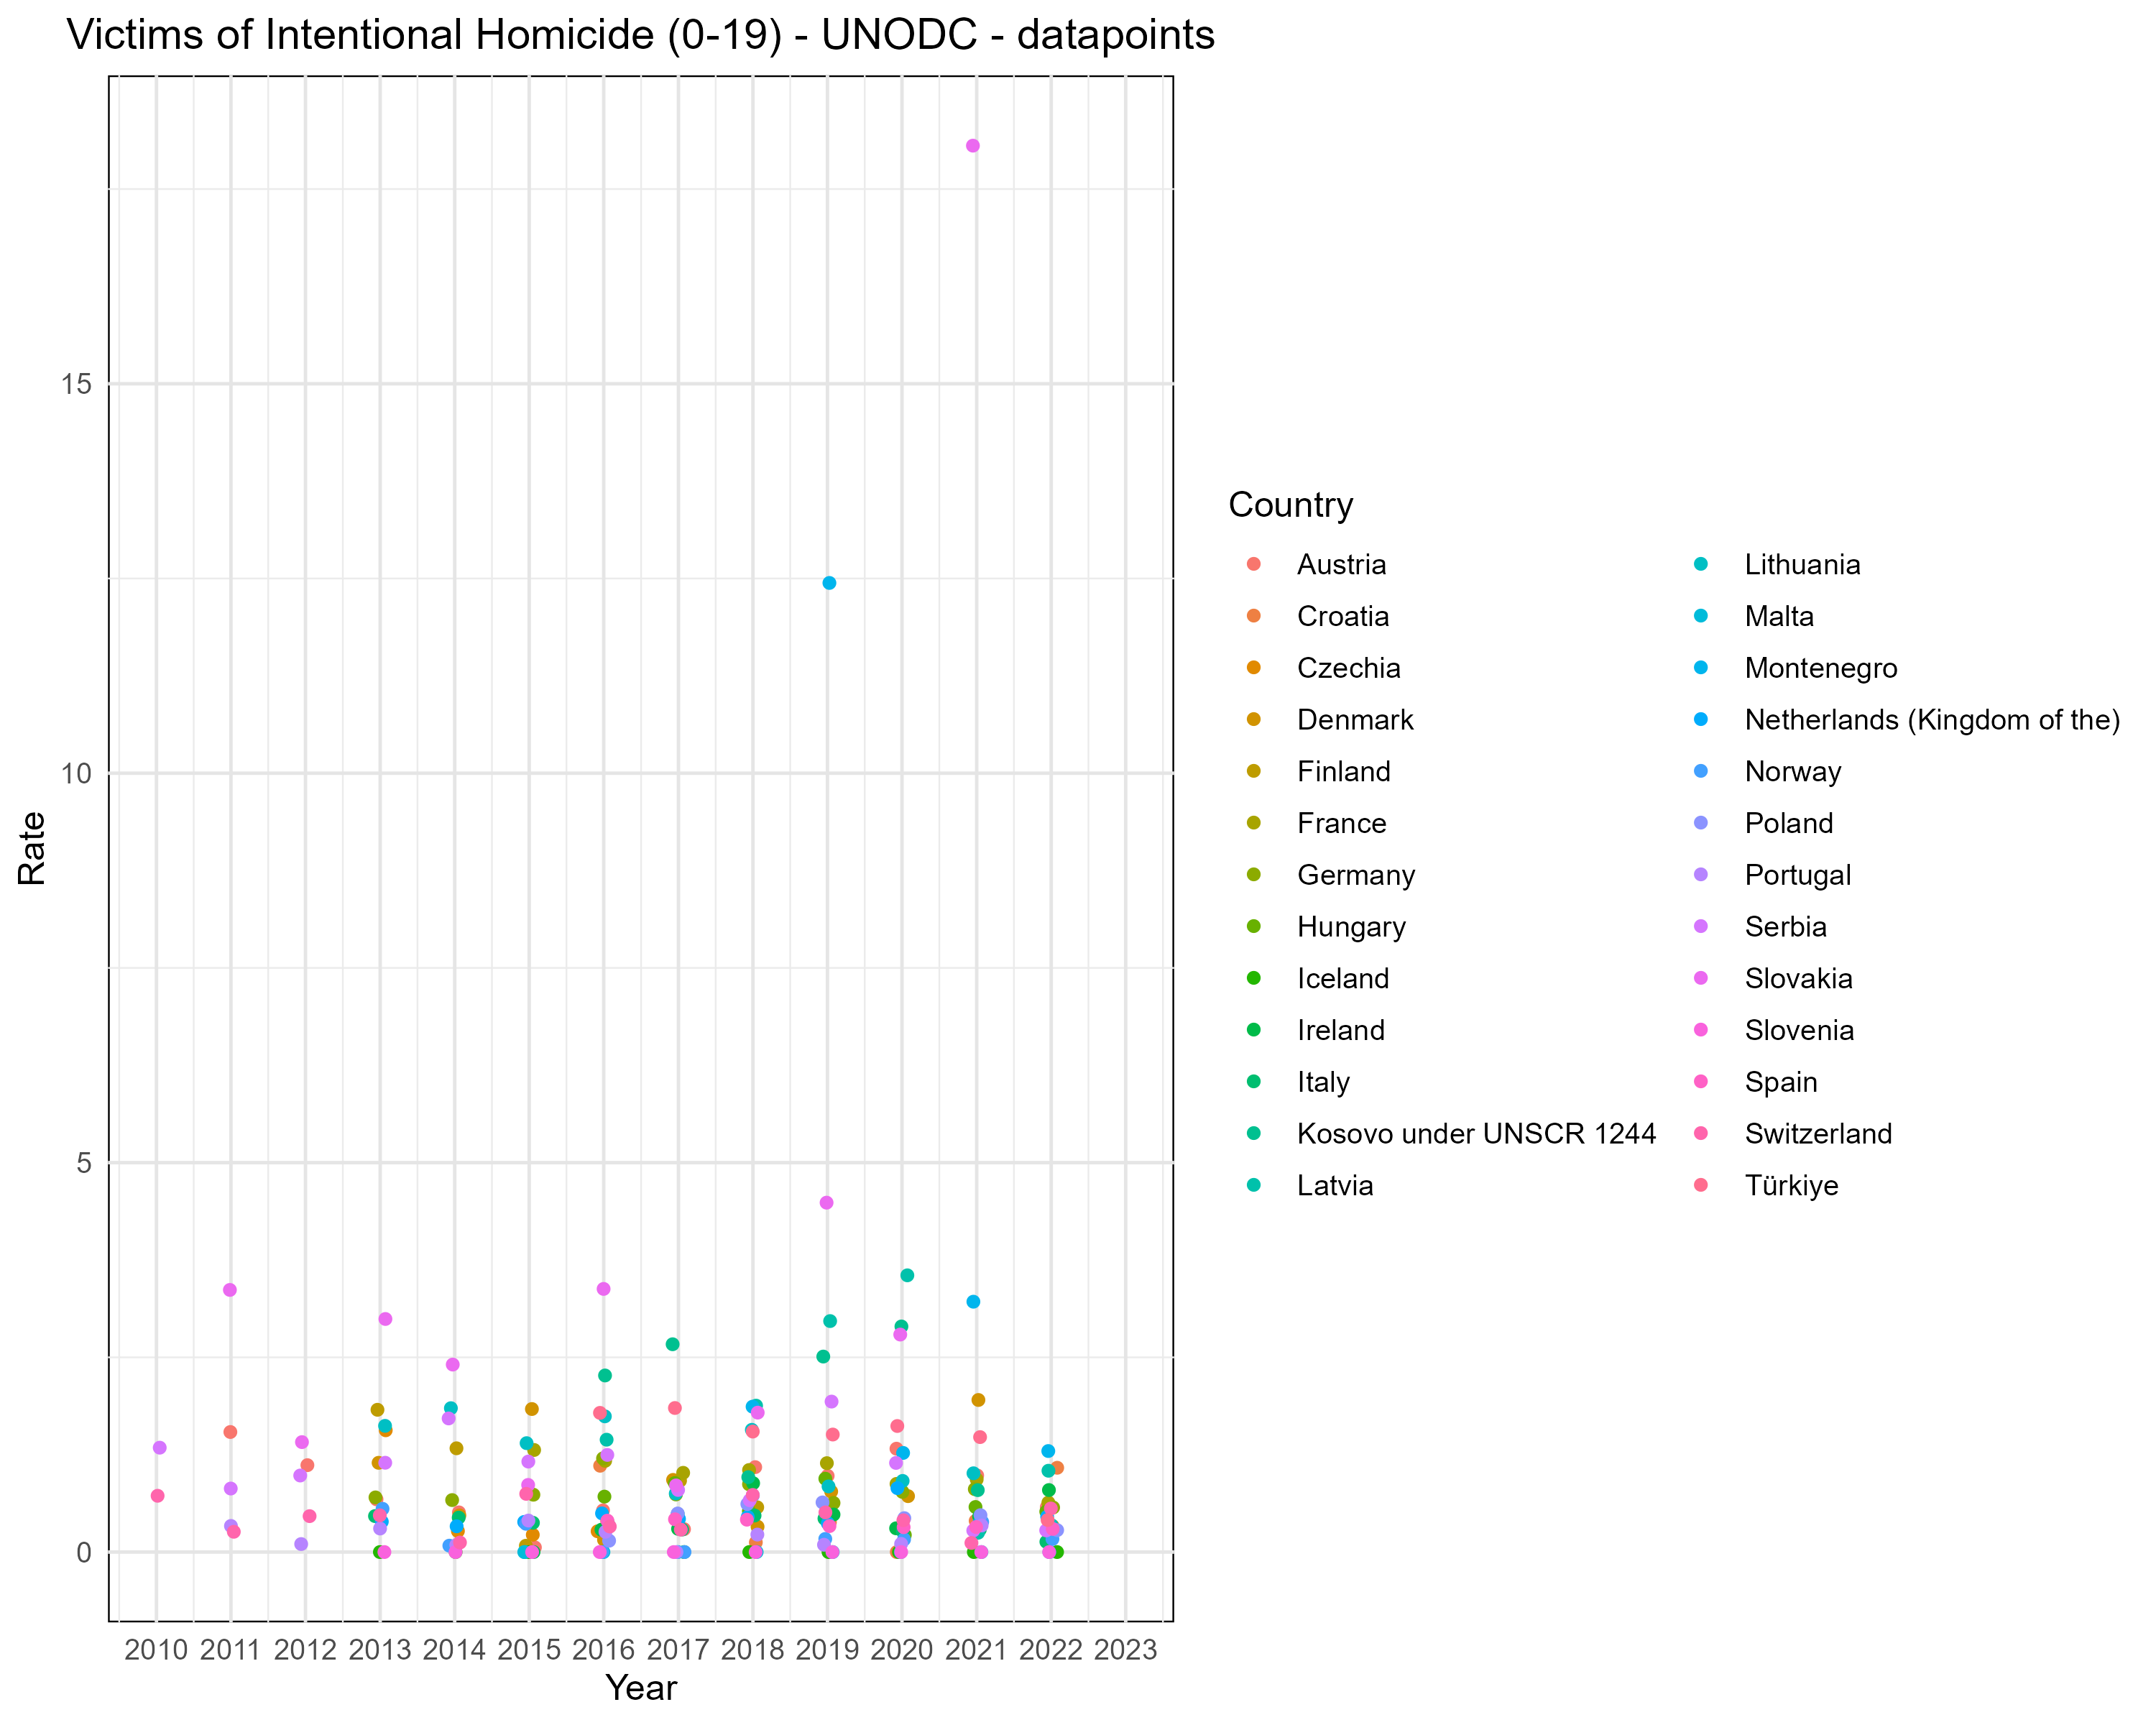 Victims of Intentional Homicide (0-19) - UNODC - datapoints
15
10
5
0
Rate
2010 2011 2012 2013 2014 2015 2016 2017 2018 2019 2020 2021 2022 2023
Year
Country
Austria
Croatia
Czechia
Denmark
Finland
France
Germany
Hungary
Iceland
Ireland
Italy
Kosovo under UNSCR 1244
Latvia
Lithuania
Malta
Montenegro
Netherlands (Kingdom of the)
Norway
Poland
Portugal
Serbia
Slovakia
Slovenia
Spain
Switzerland
Türkiye